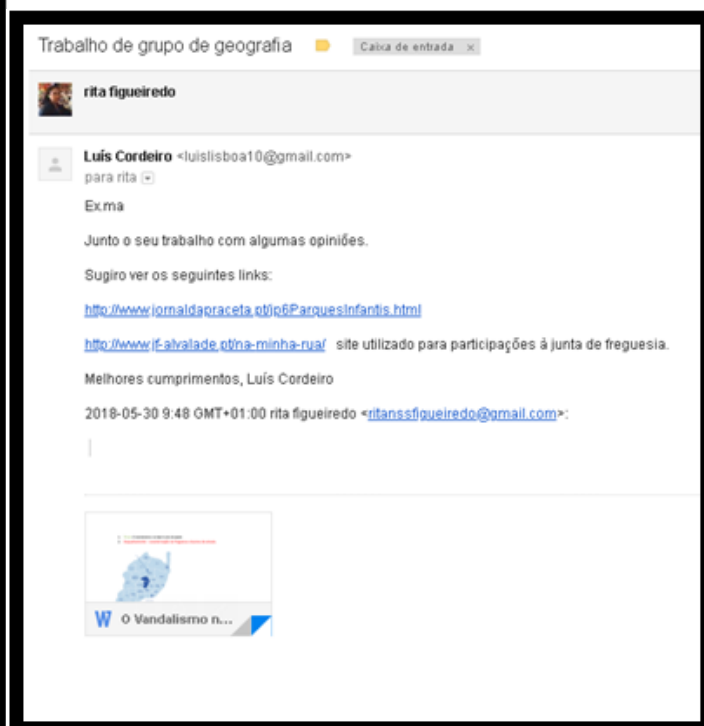 Trabalho de grupo de geografia Caixa de entrada x
rita figueiredo
Luís Cordeiro <luislisboa10@gmail.com>
para rita
Ex.ma
Junto o seu trabalho com algumas opiniões.
Sugiro ver os seguintes links:
http://www.jornaldapraceta.pt/jp6ParquesInfantis.html
http://www.jf-alvalade.pt/na-minha-rua/ site utilizado para participações á junta de freguesia.
Melhores cumprimentos, Luís Cordeiro
2018-05-30 9:48 GMT+01:00 rita figueiredo <ritanssfigueiredo@gmail.com>:
W O Vandalismo n...